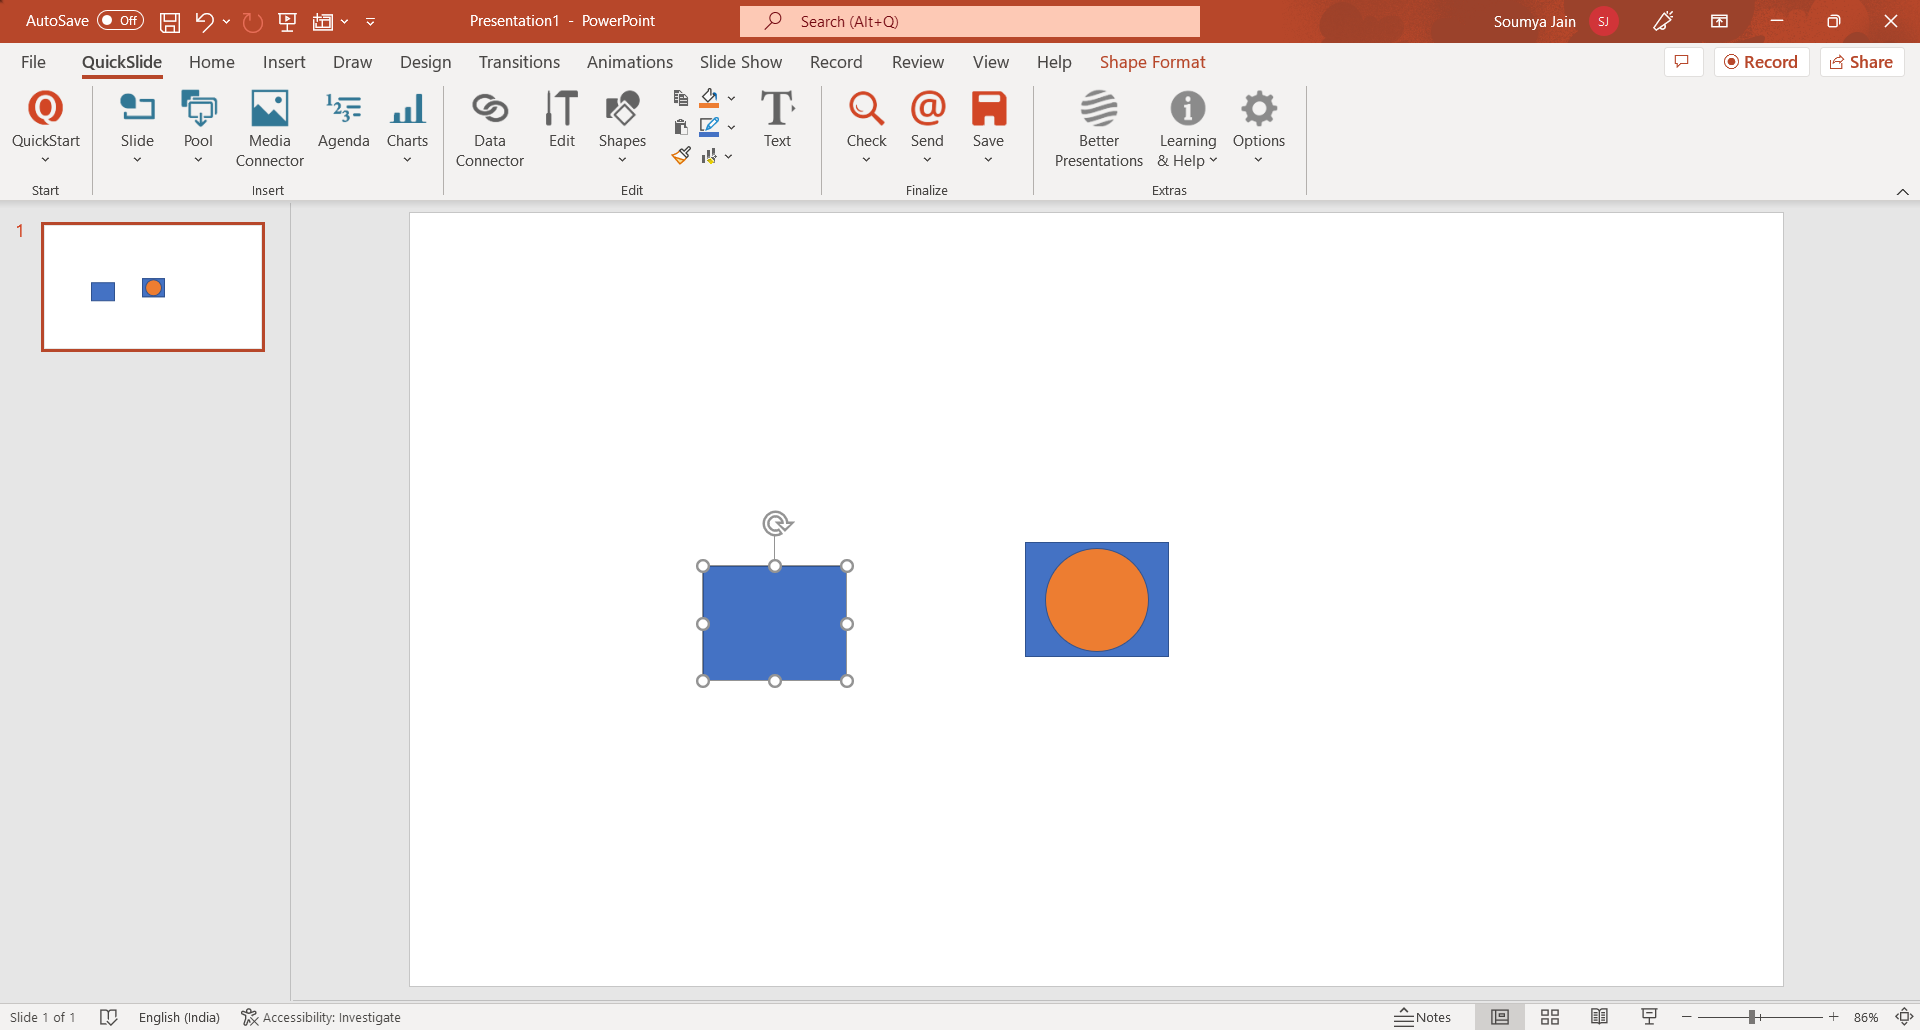 AutoSave Off Presentation1 - PowerPoint Search (Alt+Q) Soumya Jain SJ
File QuickSlide Home Insert Draw Design Transitions Animations Slide Show Record Review View Help Shape Format Record Share
QuickStart Slide Pool Media Connector Agenda Charts Data Connector Edit Shapes Text Check Send Save Better Presentations Learning & Help Options
Start Insert Edit Finalize Extras
1
Slide 1 of 1 English (India) Accessibility: Investigate Notes 86%